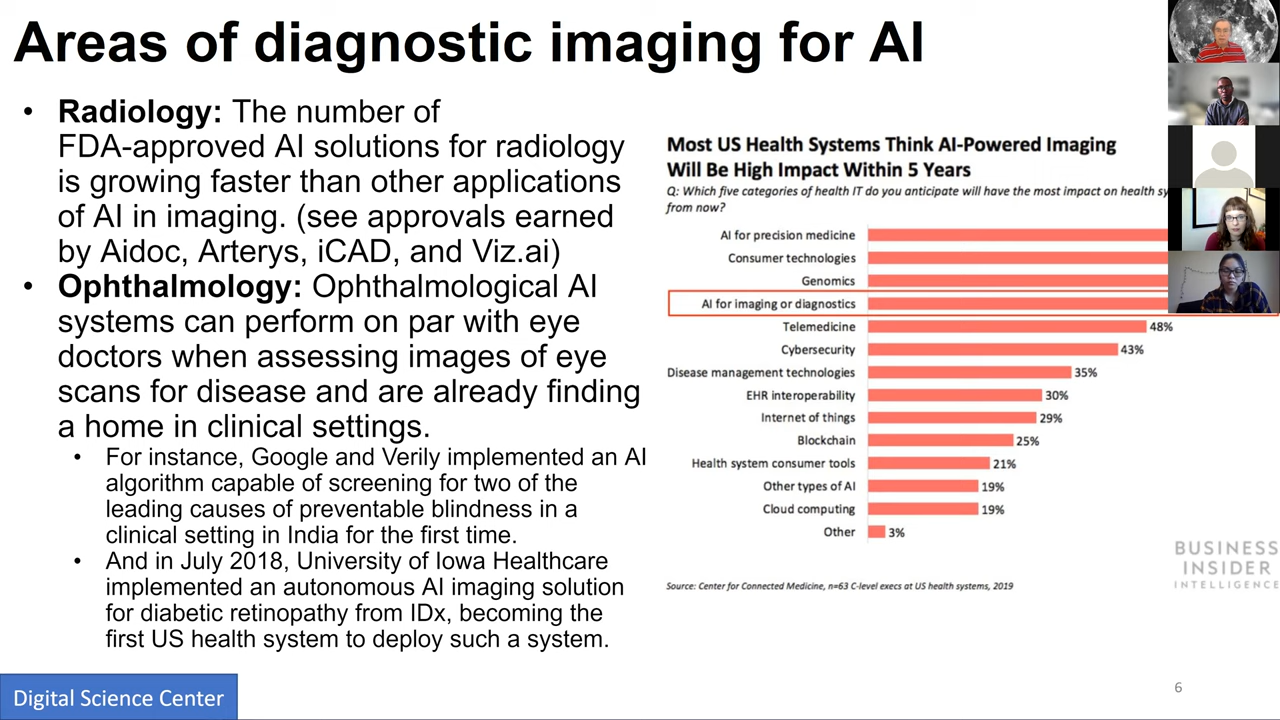 Areas of diagnostic imaging for AI
• Radiology: The number of
FDA-approved AI solutions for radiology
is growing faster than other applications
of AI in imaging. (see approvals earned
by Aidoc, Arterys, iCAD, and Viz.ai)
• Ophthalmology: Ophthalmological AI
systems can perform on par with eye
doctors when assessing images of eye
scans for disease and are already finding
a home in clinical settings.
• For instance, Google and Verily implemented an AI
algorithm capable of screening for two of the
leading causes of preventable blindness in a
clinical setting in India for the first time.
• And in July 2018, University of Iowa Healthcare
implemented an autonomous AI imaging solution
for diabetic retinopathy from IDx, becoming the
first US health system to deploy such a system.
Most US Health Systems Think AI-Powered Imaging
Will Be High Impact Within 5 Years
Q: Which five categories of health IT do you anticipate will have the most impact on health
from now?
AI for precision medicine
Consumer technologies
Genomics
AI for imaging or diagnostics
Telemedicine 48%
Cybersecurity 43%
Disease management technologies 35%
EHR interoperability 30%
Internet of things 29%
Blockchain 25%
Health system consumer tools 21%
Other types of AI 19%
Cloud computing 19%
Other 3%
BUSINESS
INSIDER
INTELLIGENCE
Source: Center for Connected Medicine, n=63 C-level execs at US health systems, 2019
Digital Science Center
6